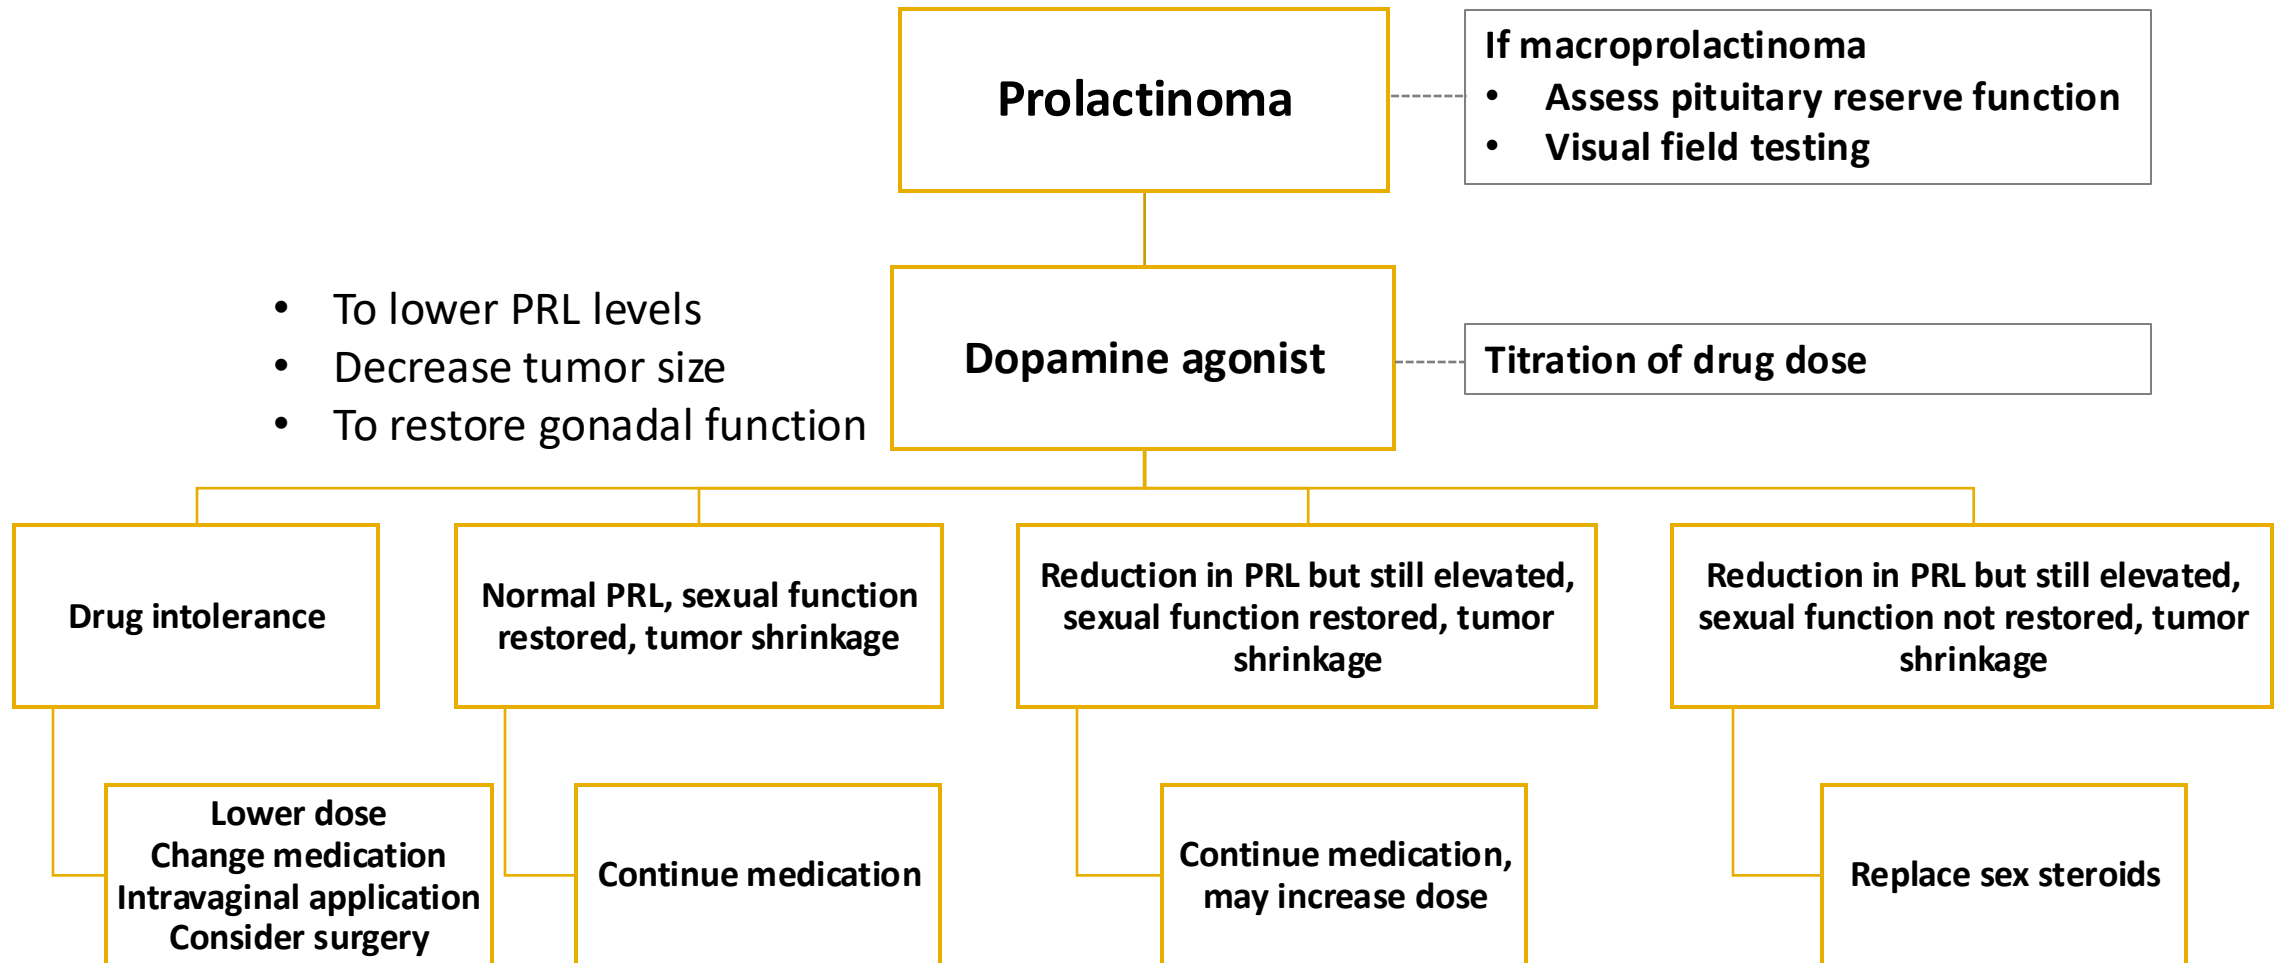 Prolactinoma
If macroprolactinoma
• Assess pituitary reserve function
• Visual field testing
• To lower PRL levels
• Decrease tumor size
• To restore gonadal function
Dopamine agonist
Titration of drug dose
Drug intolerance
Normal PRL, sexual function
restored, tumor shrinkage
Reduction in PRL but still elevated,
sexual function restored, tumor
shrinkage
Reduction in PRL but still elevated,
sexual function not restored, tumor
shrinkage
Lower dose
Change medication
Intravaginal application
Consider surgery
Continue medication
Continue medication,
may increase dose
Replace sex steroids